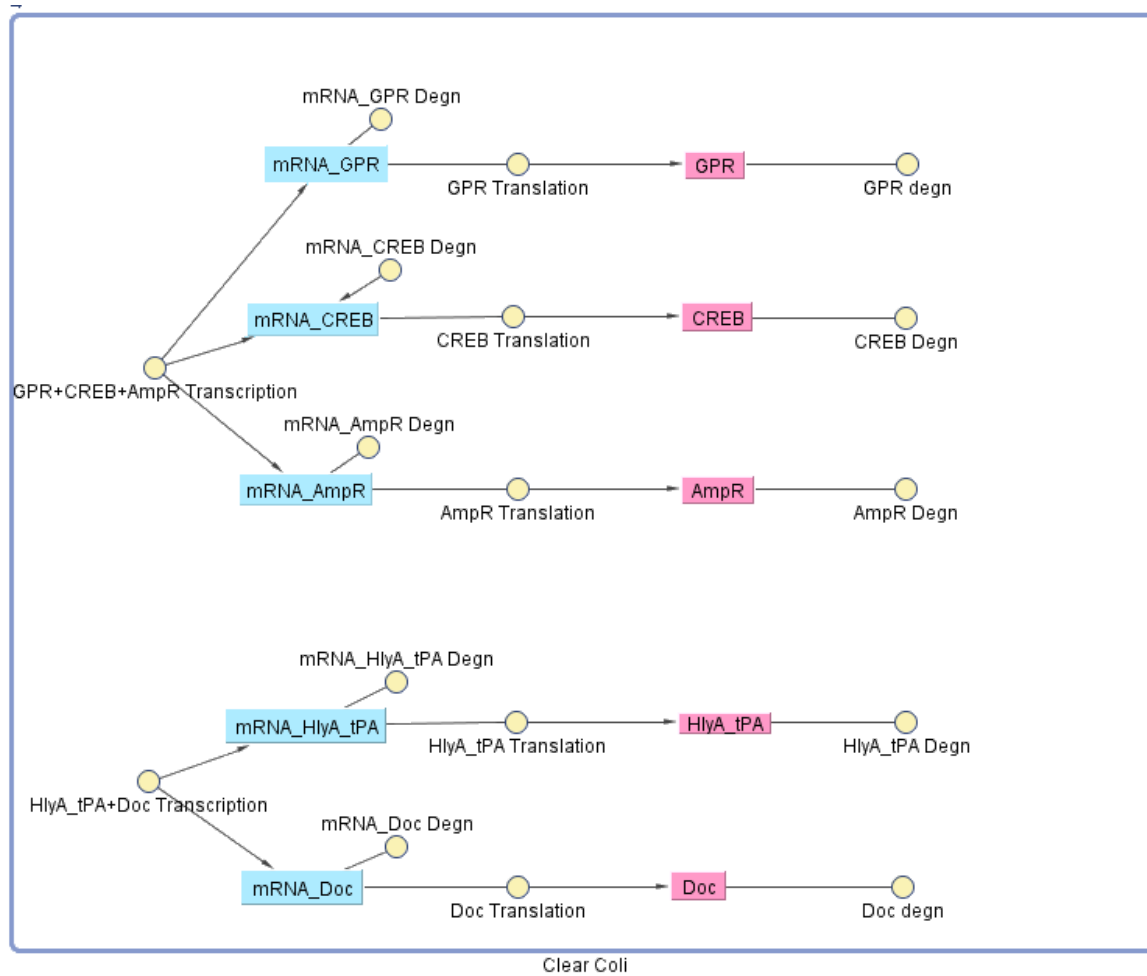 mRNA_GPR Degn
mRNA_GPR
GPR
GPR Translation
GPR degn
mRNA_CREB Degn
mRNA_CREB
CREB
CREB Translation
CREB Degn
GPR+CREB+AmpR Transcription
mRNA_AmpR Degn
mRNA_AmpR
AmpR
AmpR Translation
AmpR Degn
mRNA_HlyA_tPA Degn
mRNA_HlyA_tPA
HlyA_tPA
HlyA_tPA Translation
HlyA_tPA Degn
HlyA_tPA+Doc Transcription
mRNA_Doc Degn
mRNA_Doc
Doc
Doc Translation
Doc degn
Clear Coli